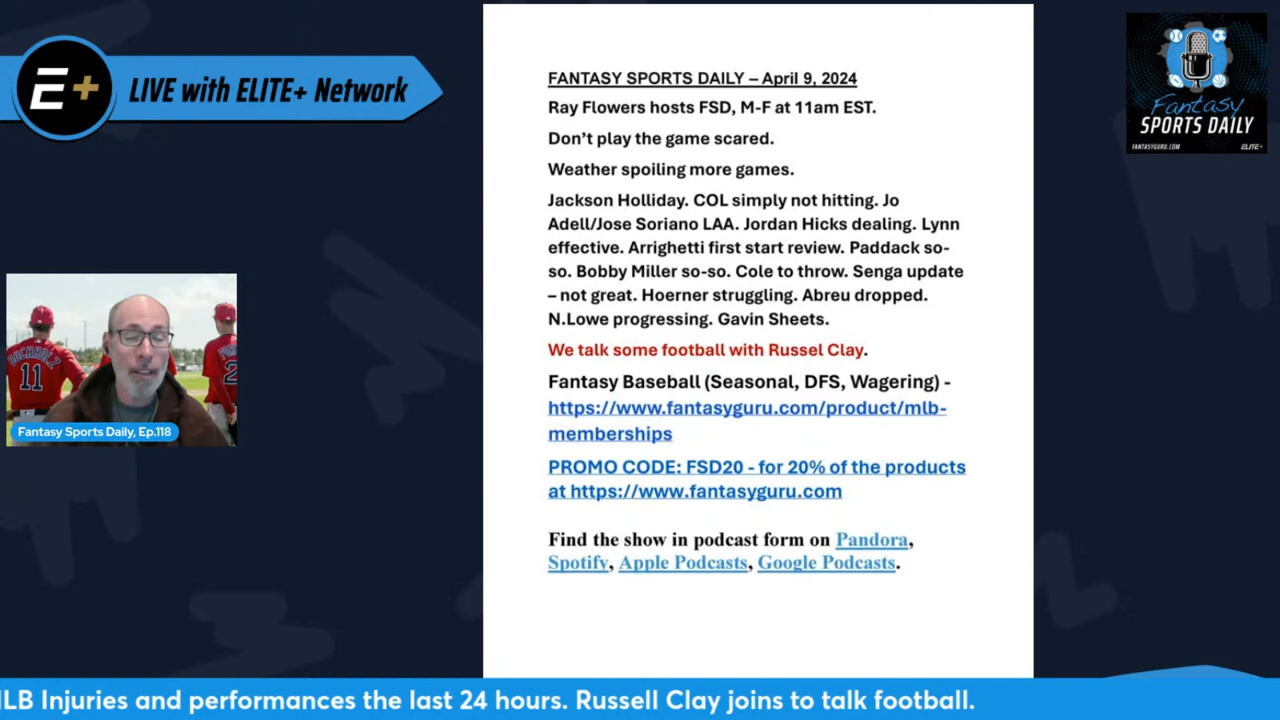 E+
LIVE with ELITE+ Network
FANTASY SPORTS DAILY – April 9, 2024
Ray Flowers hosts FSD, M-F at 11am EST.
Don’t play the game scared.
Weather spoiling more games.
Jackson Holliday. COL simply not hitting. Jo
Adell/Jose Soriano LAA. Jordan Hicks dealing. Lynn
effective. Arrighetti first start review. Paddack so-
so. Bobby Miller so-so. Cole to throw. Senga update
– not great. Hoerner struggling. Abreu dropped.
N.Lowe progressing. Gavin Sheets.
We talk some football with Russel Clay.
Fantasy Baseball (Seasonal, DFS, Wagering) -
https://www.fantasyguru.com/product/mlb-
memberships
PROMO CODE: FSD20 - for 20% of the products
at https://www.fantasyguru.com
Find the show in podcast form on Pandora,
Spotify, Apple Podcasts, Google Podcasts.
Fantasy
SPORTS DAILY
FANTASYGURU.COM ELITE+
BUCHHOLZ
11
2
Fantasy Sports Daily, Ep.118
LB Injuries and performances the last 24 hours. Russell Clay joins to talk football.